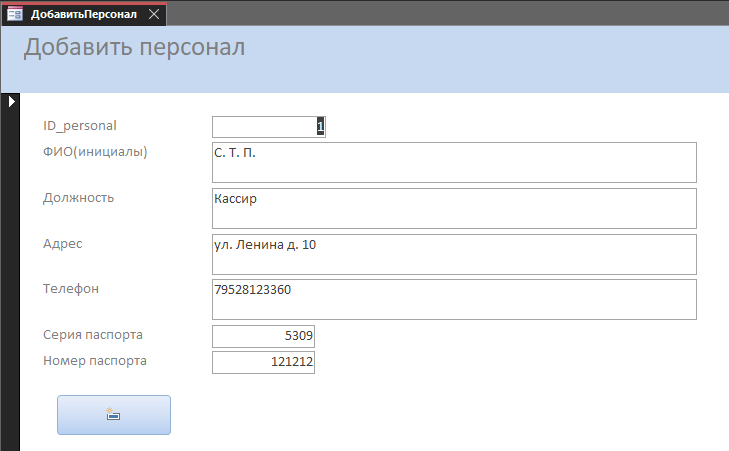 ДобавитьПерсонал
Добавить персонал
ID_personal 1
ФИО(инициалы) С. Т. П.
Должность Кассир
Адрес ул. Ленина д. 10
Телефон 79528123360
Серия паспорта 5309
Номер паспорта 121212